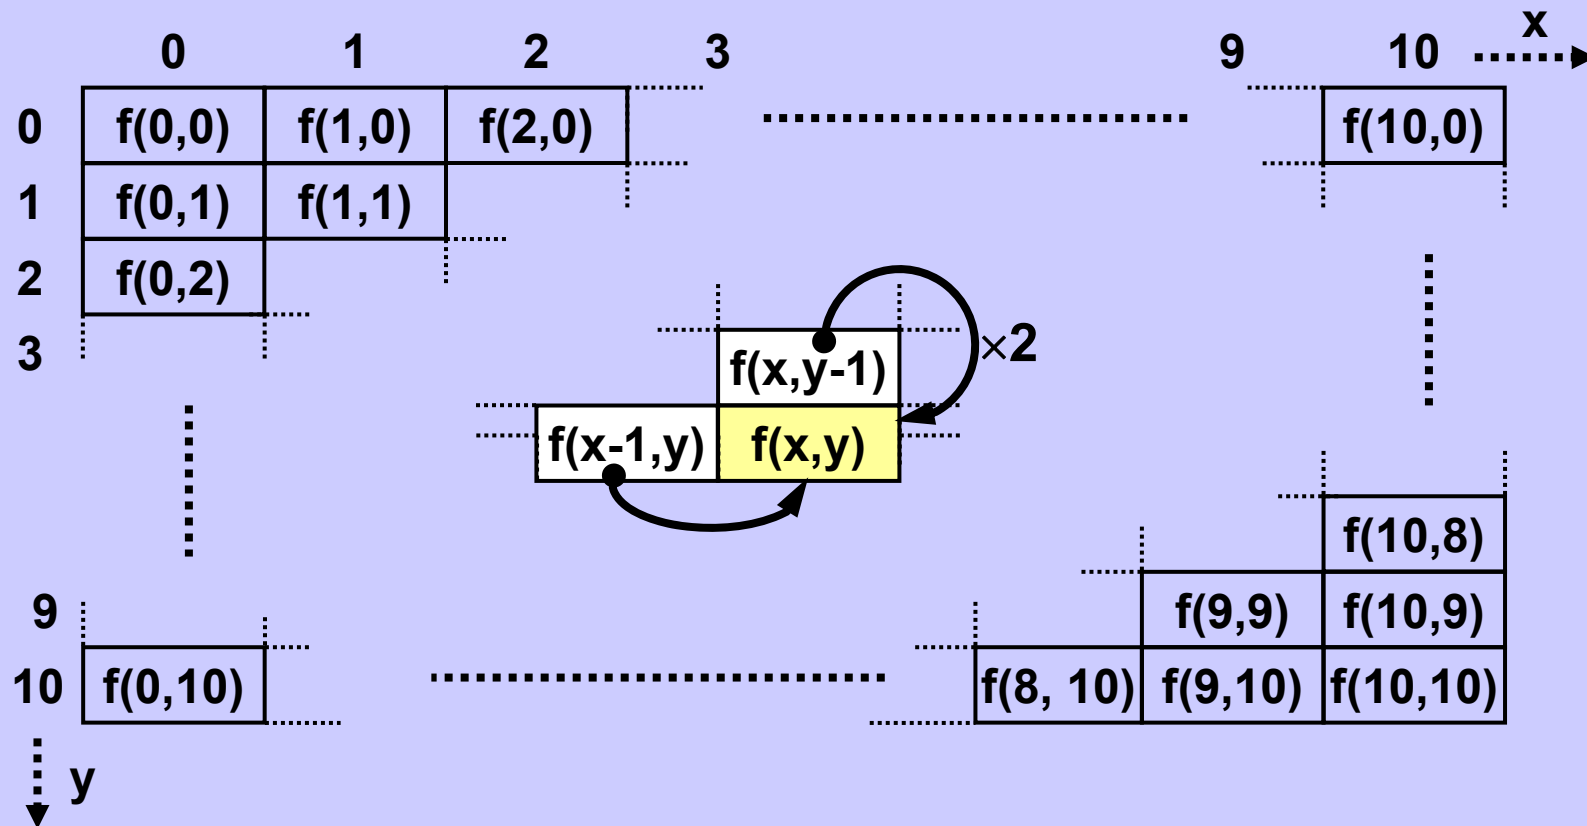 x
0 1 2 3 9 10
0 f(0,0) f(1,0) f(2,0) f(10,0)
1 f(0,1) f(1,1)
2 f(0,2)
3
f(x,y-1) ×2
f(x-1,y) f(x,y)
f(10,8)
9 f(9,9) f(10,9)
10 f(0,10) f(8, 10) f(9,10) f(10,10)
y